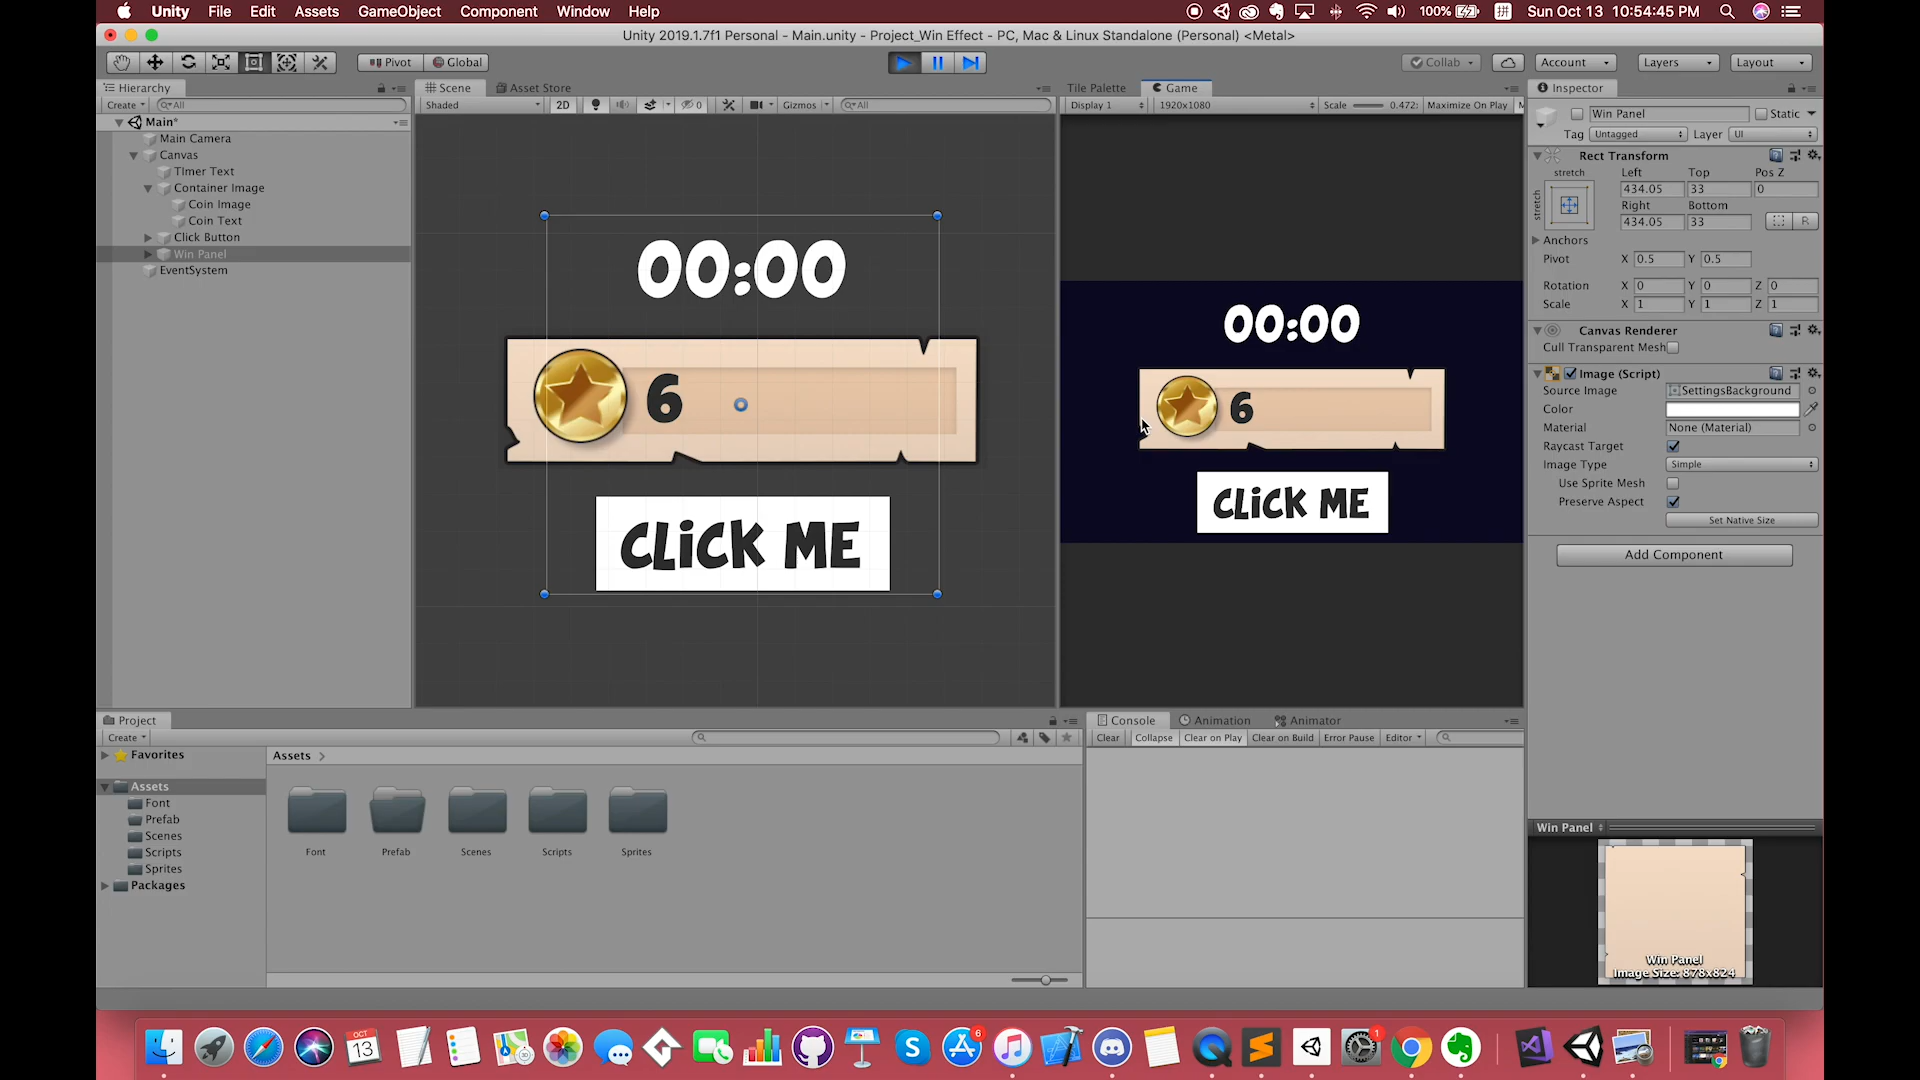 Unity File Edit Assets GameObject Component Window Help
100% 拼 Sun Oct 13 10:54:45 PM
Unity 2019.1.7f1 Personal - Main.unity - Project_Win Effect - PC, Mac & Linux Standalone (Personal) <Metal>
Pivot Global
Collab Account Layers Layout
Hierarchy
Create All
Main*
Main Camera
Canvas
TImer Text
Container Image
Coin Image
Coin Text
Click Button
Win Panel
EventSystem
Scene Asset Store
Shaded 2D 0 Gizmos All
00:00
6
CLiCK ME
Tile Palette Game
Display 1 1920x1080 Scale 0.472: Maximize On Play M
00:00
6
CLiCK ME
Inspector
Win Panel Static
Tag Untagged Layer UI
Rect Transform
stretch Left Top Pos Z
stretch 434.05 33 0
Right Bottom
434.05 33 R
Anchors
Pivot X 0.5 Y 0.5
Rotation X 0 Y 0 Z 0
Scale X 1 Y 1 Z 1
Canvas Renderer
Cull Transparent Mesh
Image (Script)
Source Image SettingsBackground
Color
Material None (Material)
Raycast Target
Image Type Simple
Use Sprite Mesh
Preserve Aspect
Set Native Size
Add Component
Win Panel
Win Panel
Image Size: 878x824
Project
Create
Favorites
Assets
Font
Prefab
Scenes
Scripts
Sprites
Packages
Assets
Font Prefab Scenes Scripts Sprites
Console Animation Animator
Clear Collapse Clear on Play Clear on Build Error Pause Editor
OCT
13
6
1